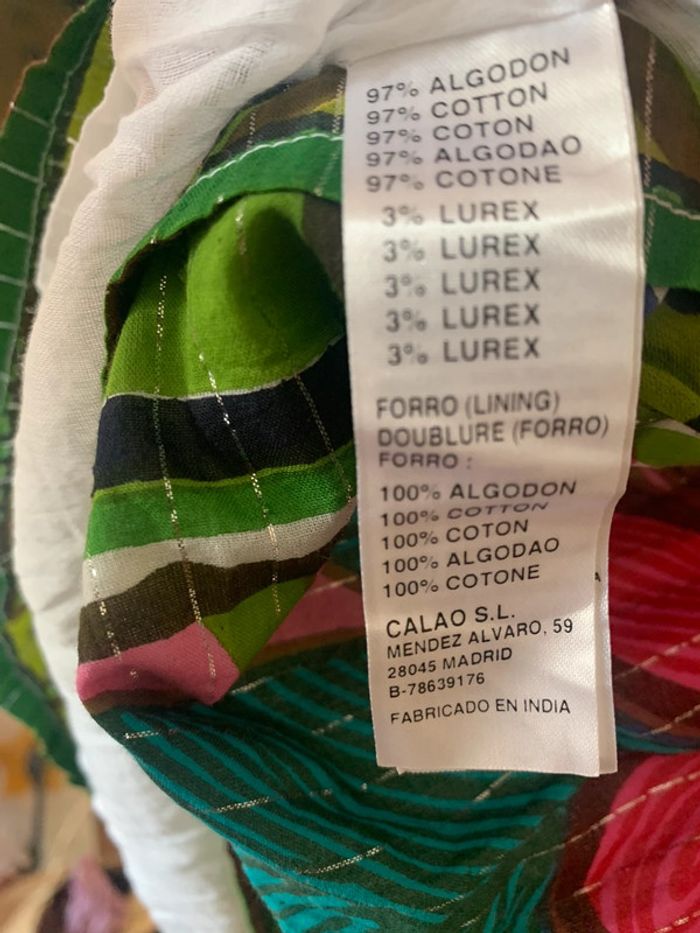 97% ALGODON
97% COTTON
97% COTON
97% ALGODAO
97% COTONE
3% LUREX
3% LUREX
3% LUREX
3% LUREX
3% LUREX
FORRO (LINING)
DOUBLURE (FORRO)
FORRO :
100% ALGODON
100% COTTON
100% COTON
100% ALGODAO
100% COTONE
CALAO S.L.
MENDEZ ALVARO, 59
28045 MADRID
B-78639176
FABRICADO EN INDIA